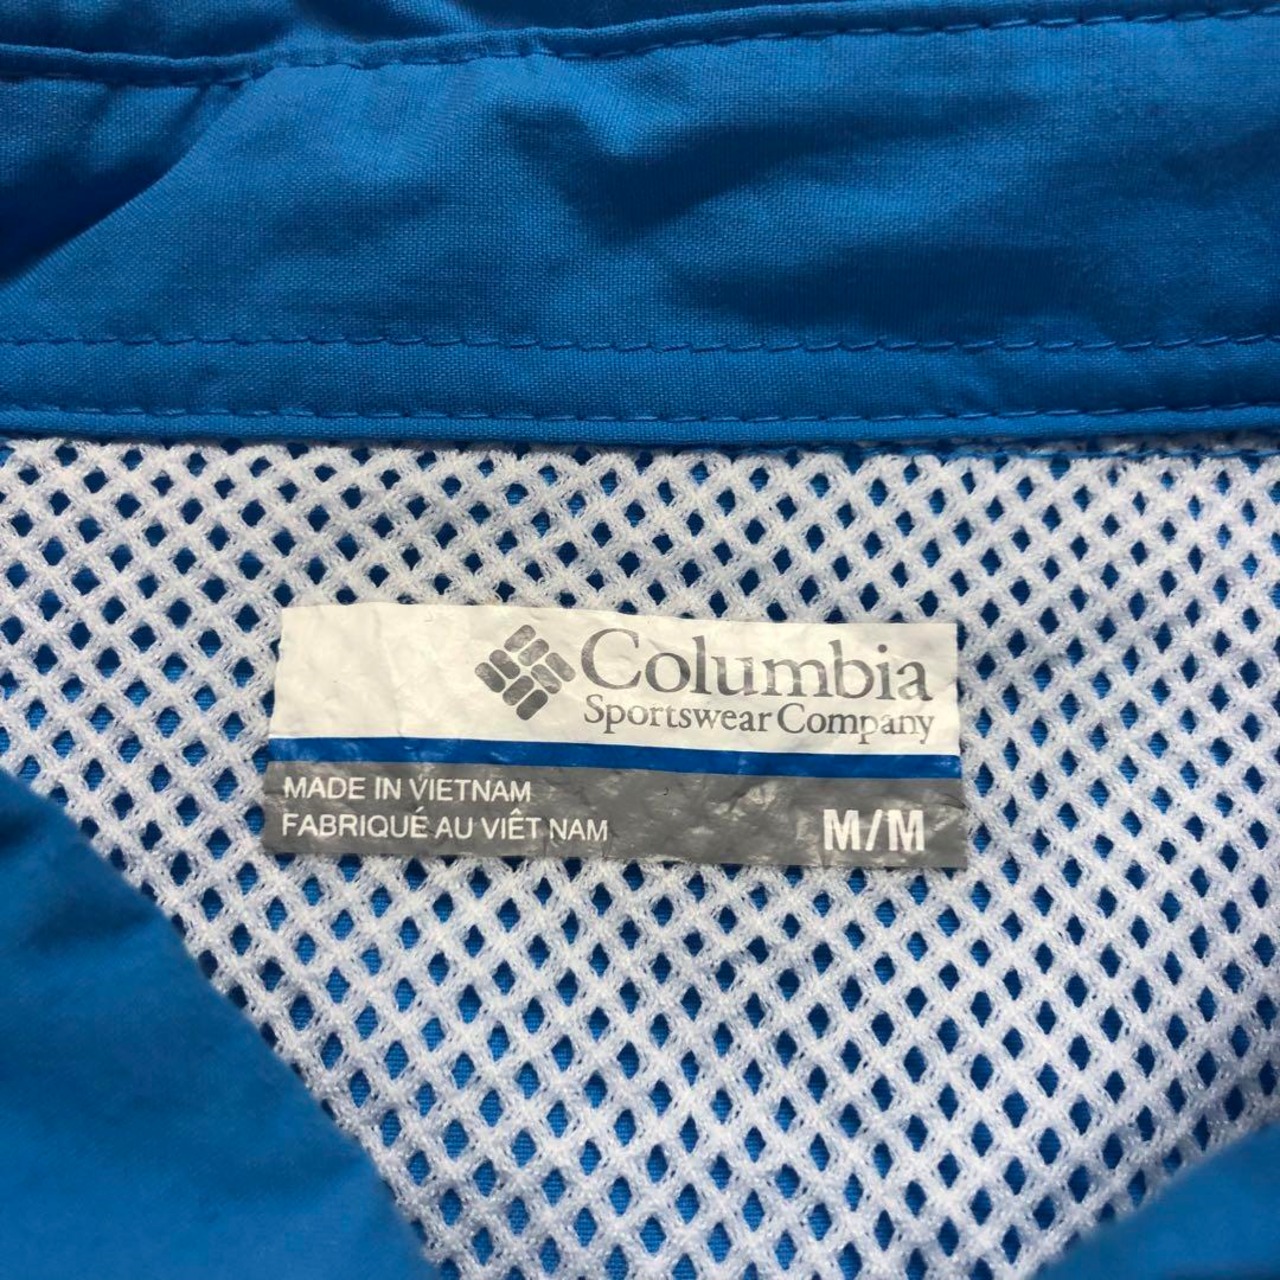 Columbia
Sportswear Company
MADE IN VIETNAM
FABRIQUÉ AU VIÊT NAM
M/M